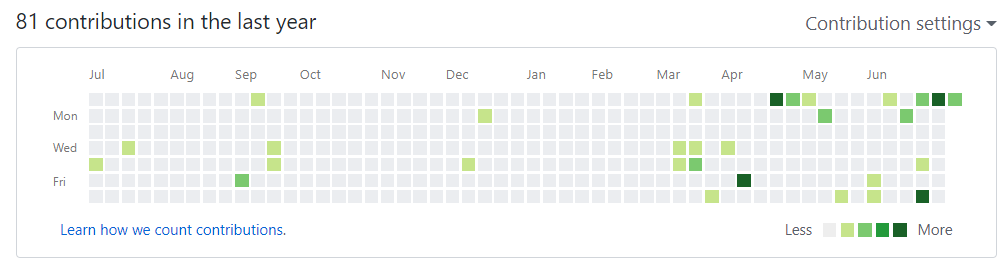 81 contributions in the last year
Contribution settings
Jul Aug Sep Oct Nov Dec Jan Feb Mar Apr May Jun
Mon
Wed
Fri
Learn how we count contributions.
Less More